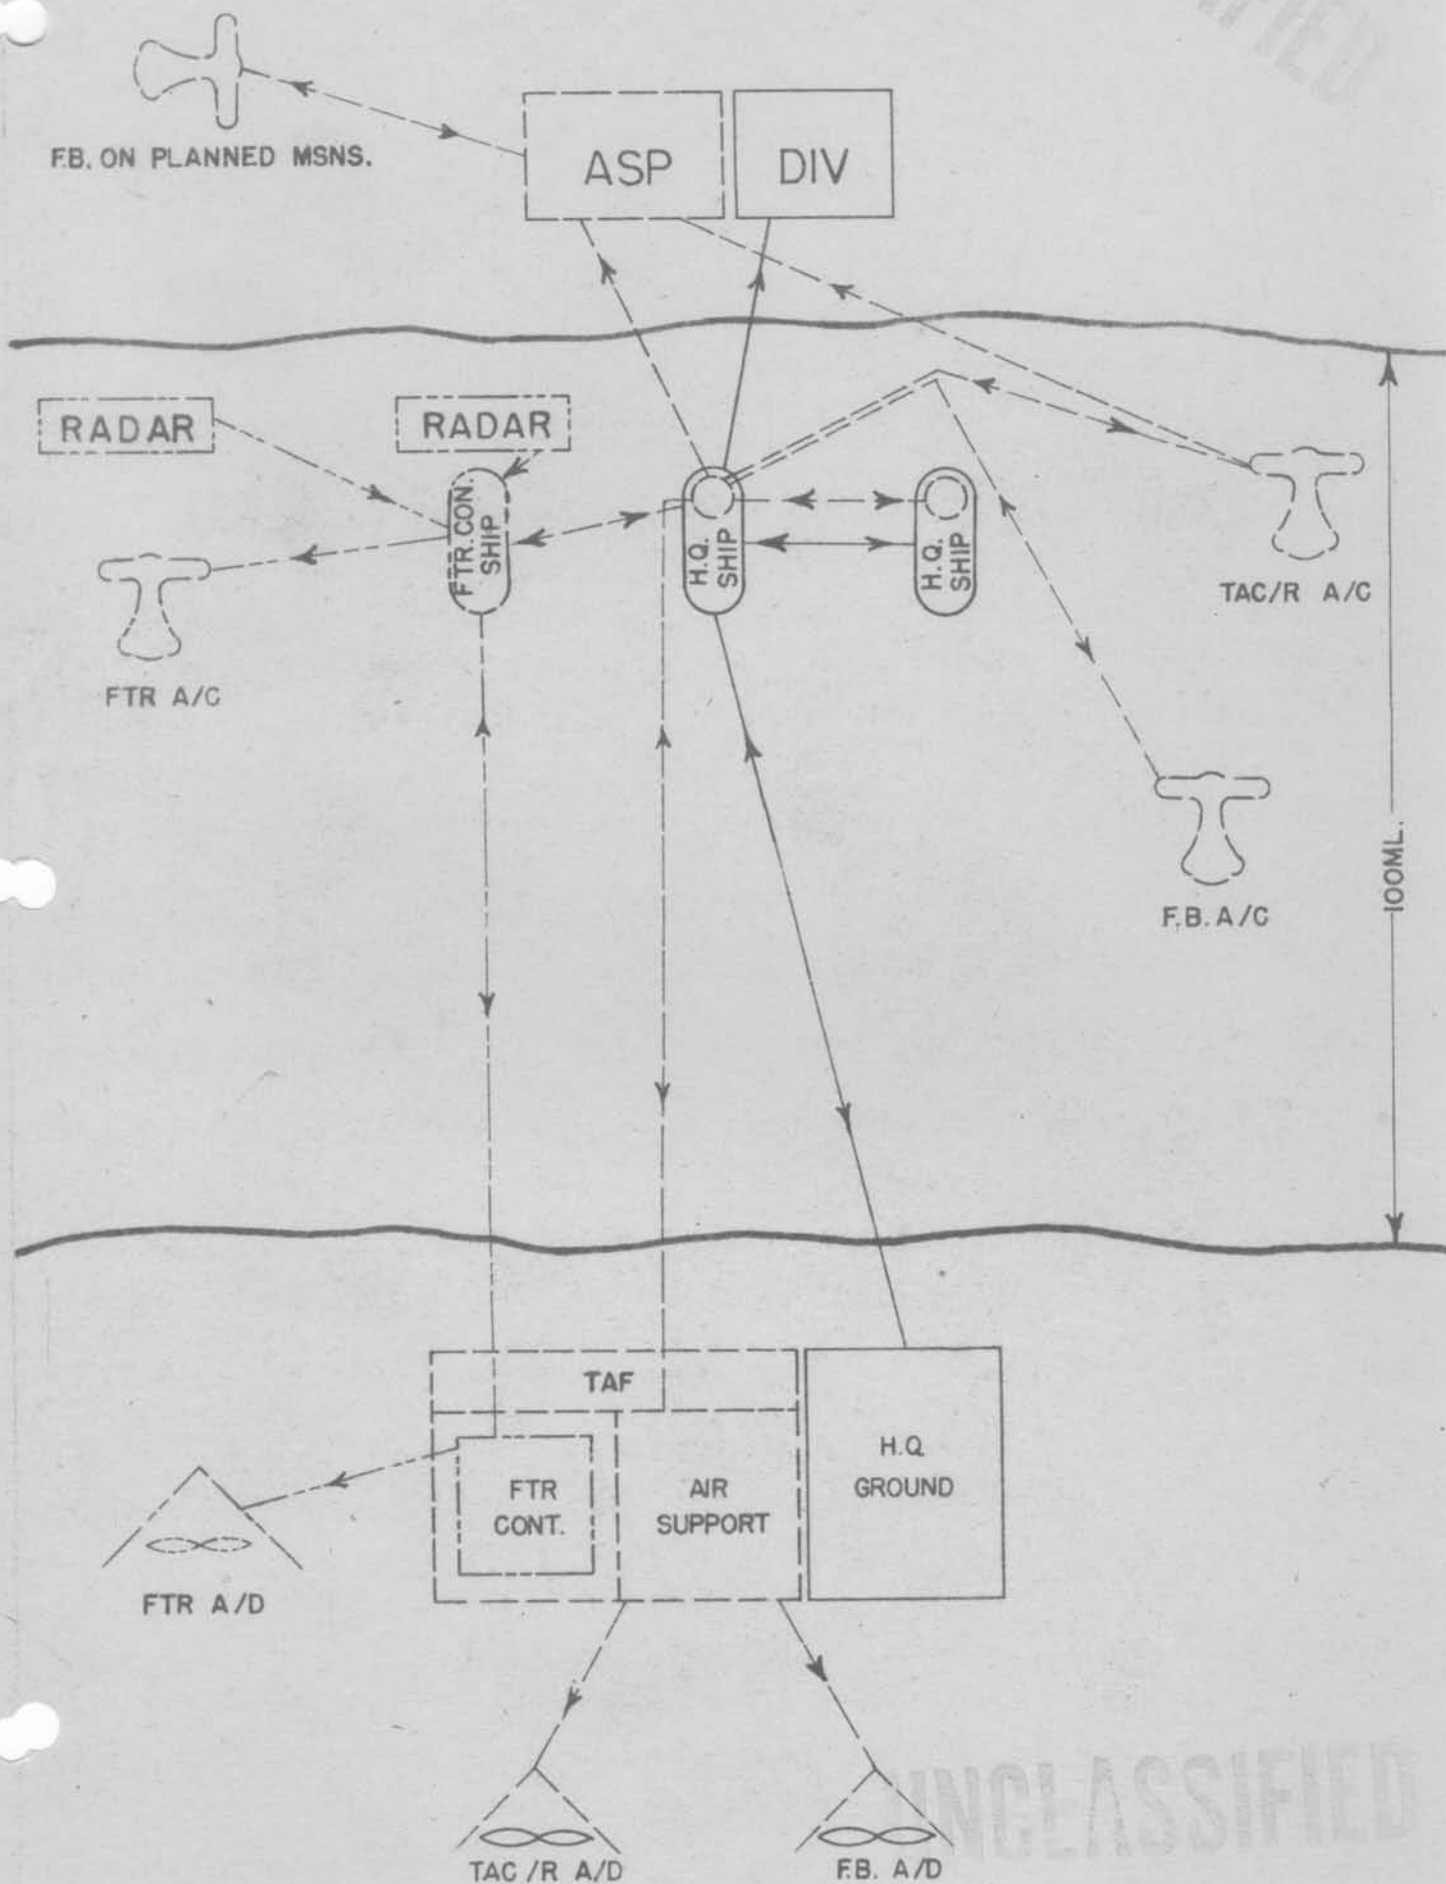 IFIED
F.B. ON PLANNED MSNS.
ASP
DIV
RADAR
RADAR
FTR. CON.
SHIP
H.Q.
SHIP
H.Q.
SHIP
TAC/R A/C
FTR A/C
F.B. A/C
100ML.
TAF
H.Q
GROUND
FTR
CONT.
AIR
SUPPORT
FTR A/D
UNCLASSIFIED
TAC/R A/D
F.B. A/D